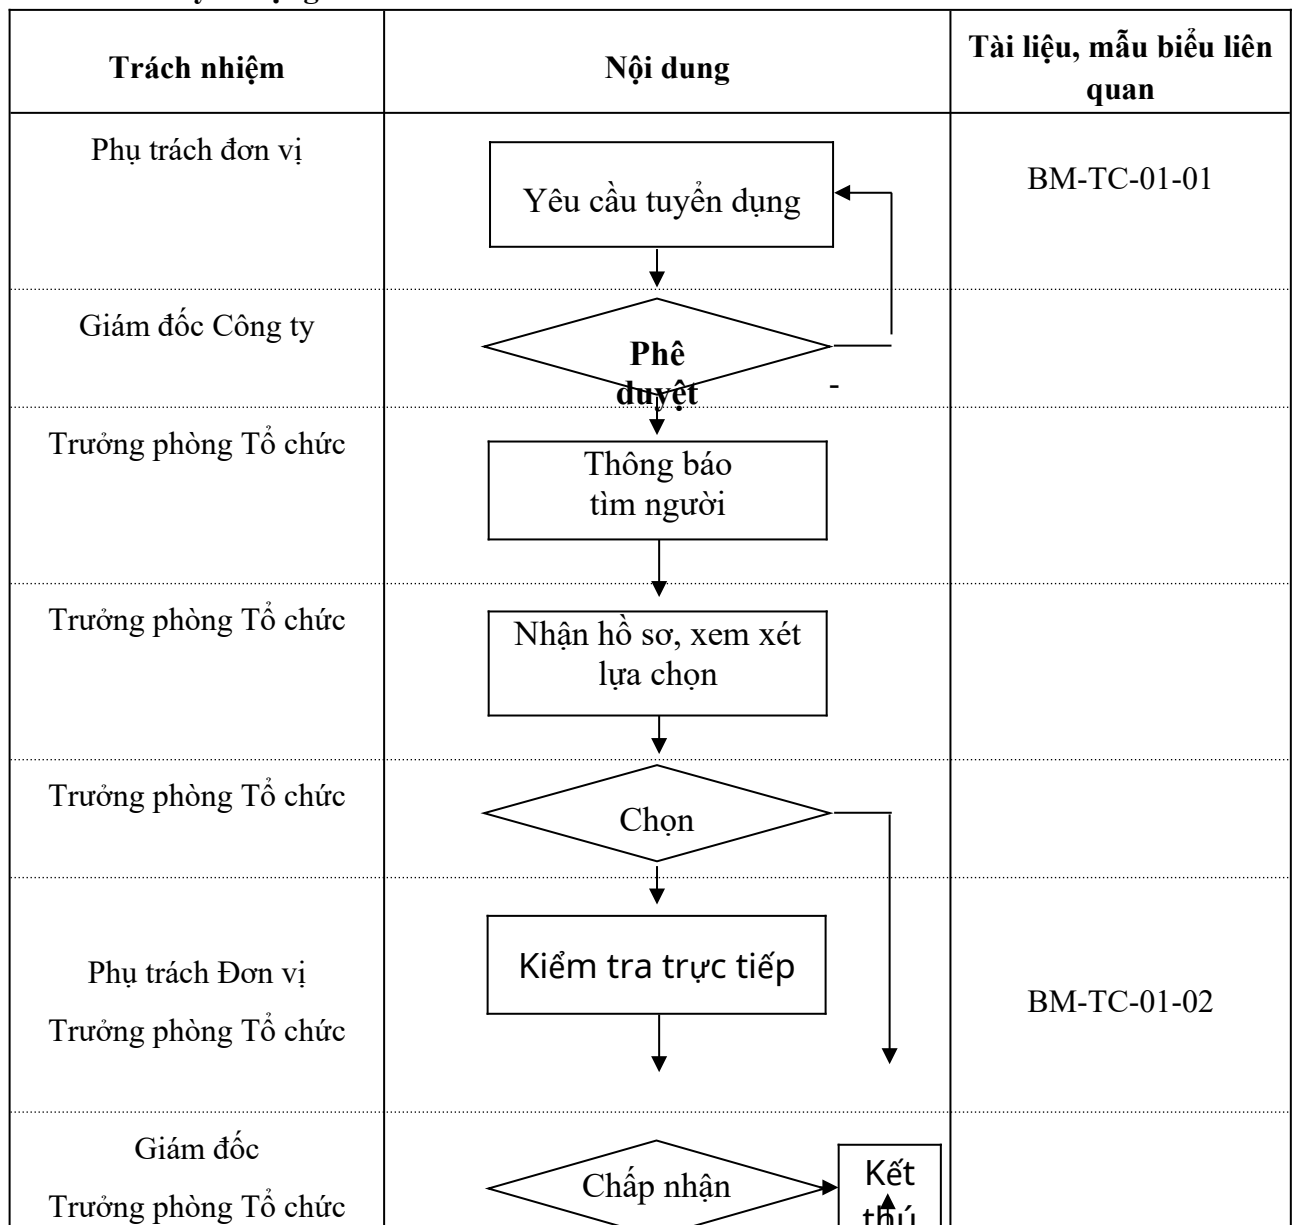 Trách nhiệm
Nội dung
Tài liệu, mẫu biểu liên
quan
Phụ trách đơn vị
Yêu cầu tuyển dụng
BM-TC-01-01
Giám đốc Công ty
Phê
duyệt
-
Trưởng phòng Tổ chức
Thông báo
tìm người
Trưởng phòng Tổ chức
Nhận hồ sơ, xem xét
lựa chọn
Trưởng phòng Tổ chức
Chọn
Phụ trách Đơn vị
Trưởng phòng Tổ chức
Kiểm tra trực tiếp
BM-TC-01-02
Giám đốc
Trưởng phòng Tổ chức
Chấp nhận
Kết